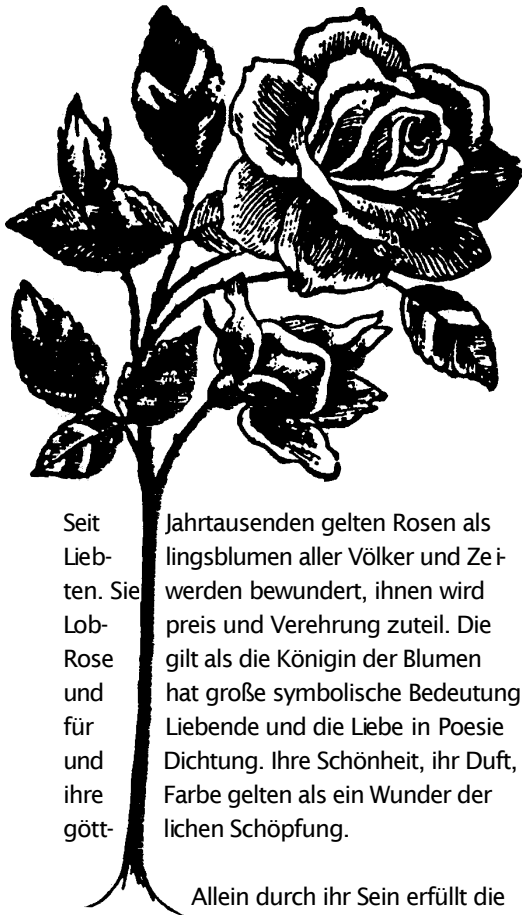 Seit Jahrtausenden gelten Rosen als
Lieb- lingsblumen aller Völker und Zei-
ten. Sie werden bewundert, ihnen wird
Lob- preis und Verehrung zuteil. Die
Rose gilt als die Königin der Blumen
und hat große symbolische Bedeutung
für Liebende und die Liebe in Poesie
und Dichtung. Ihre Schönheit, ihr Duft,
ihre Farbe gelten als ein Wunder der
gött- lichen Schöpfung.
Allein durch ihr Sein erfüllt die